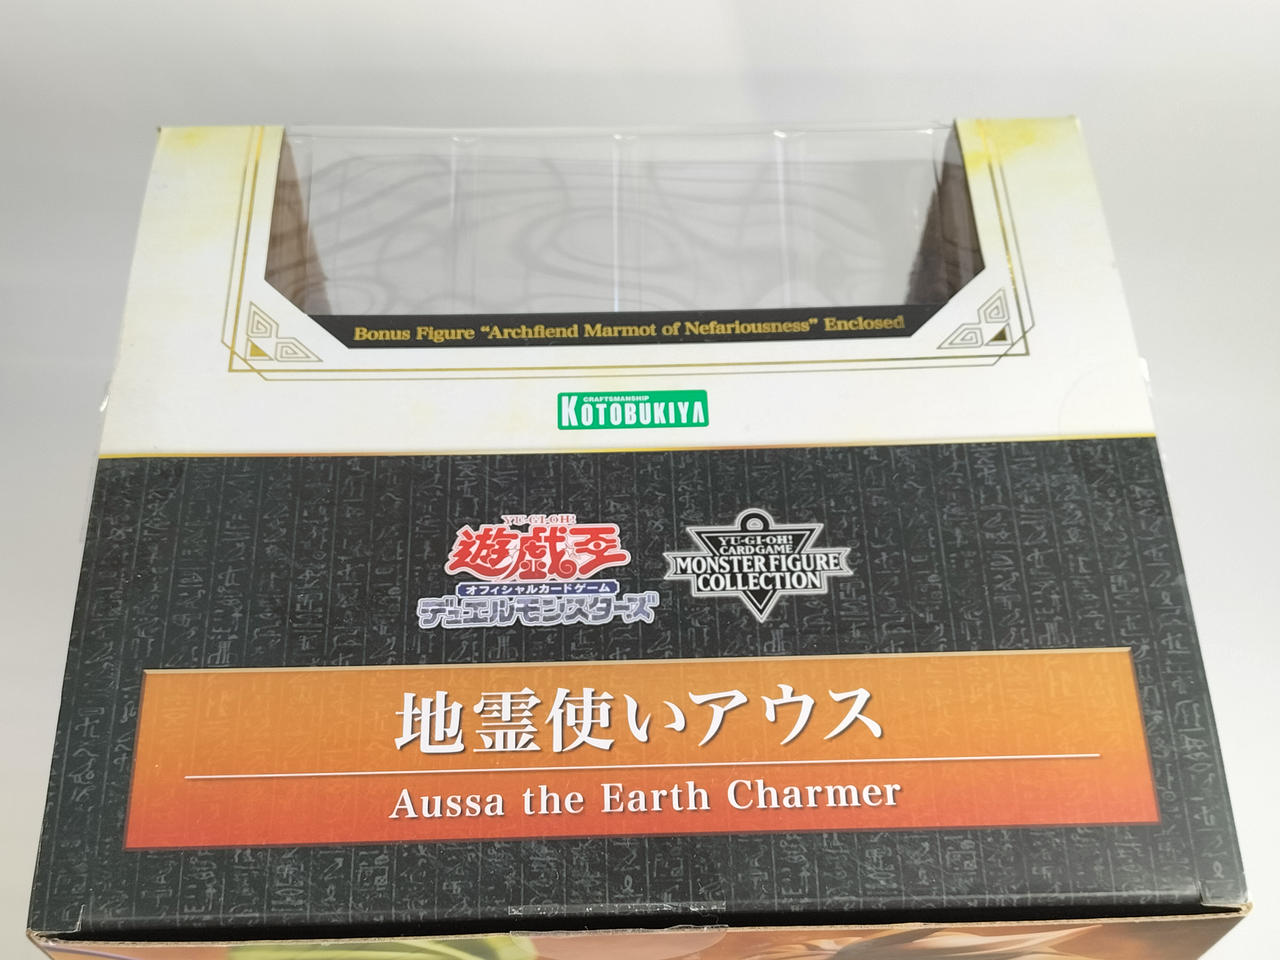 Bonus Figure “Archfiend Marmot of Nefariousness” Enclosed
CRAFTSMANSHIP
KOTOBUKIYA
YU-GI-OH!
遊戯王
オフィシャルカードゲーム
デュエルモンスターズ
YU-GI-OH!
CARD GAME
MONSTER FIGURE
COLLECTION
地霊使いアウス
Aussa the Earth Charmer